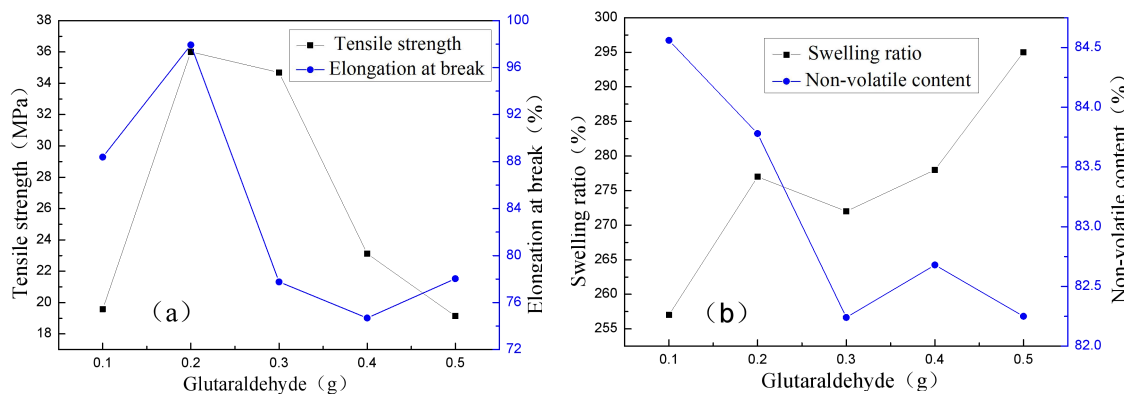 38
36
34
32
30
28
26
24
22
20
18
Tensile strength（MPa）
0.1 0.2 0.3 0.4 0.5
Glutaraldehyde（g）
Tensile strength
Elongation at break
（a）
100
96
92
88
84
80
76
72
Elongation at break（%）
300
295
290
285
280
275
270
265
260
255
Swelling ratio（%）
0.1 0.2 0.3 0.4 0.5
Glutaraldehyde（g）
Swelling ratio
Non-volatile content
（b）
84.5
84.0
83.5
83.0
82.5
82.0
Non-volatile content（%）